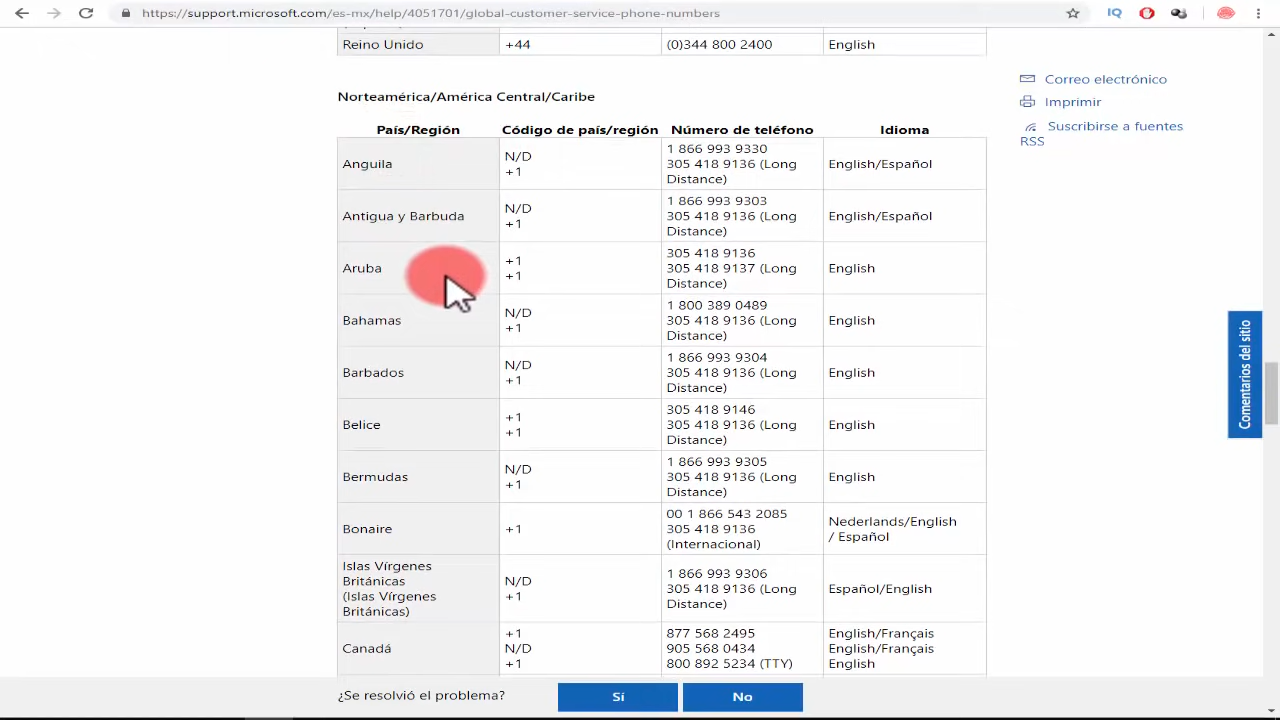 https://support.microsoft.com/es-mx/help/4051701/global-customer-service-phone-numbers
IQ
Reino Unido +44 (0)344 800 2400 English
Correo electrónico
Imprimir
Suscribirse a fuentes
RSS
Norteamérica/América Central/Caribe
País/Región Código de país/región Número de teléfono Idioma
Anguila
N/D
+1
1 866 993 9330
305 418 9136 (Long
Distance)
English/Español
Antigua y Barbuda
N/D
+1
1 866 993 9303
305 418 9136 (Long
Distance)
English/Español
Aruba
+1
+1
305 418 9136
305 418 9137 (Long
Distance)
English
Bahamas
N/D
+1
1 800 389 0489
305 418 9136 (Long
Distance)
English
Barbados
N/D
+1
1 866 993 9304
305 418 9136 (Long
Distance)
English
Belice
+1
+1
305 418 9146
305 418 9136 (Long
Distance)
English
Bermudas
N/D
+1
1 866 993 9305
305 418 9136 (Long
Distance)
English
Bonaire
+1
00 1 866 543 2085
305 418 9136
(Internacional)
Nederlands/English
/ Español
Islas Vírgenes
Británicas
(Islas Vírgenes
Británicas)
N/D
+1
1 866 993 9306
305 418 9136 (Long
Distance)
Español/English
Canadá
+1
N/D
+1
877 568 2495
905 568 0434
800 892 5234 (TTY)
English/Français
English/Français
English
Comentarios del sitio
¿Se resolvió el problema?
Sí
No